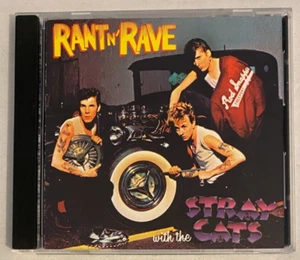 RANT N' RAVE
with the
STRAY
CATS